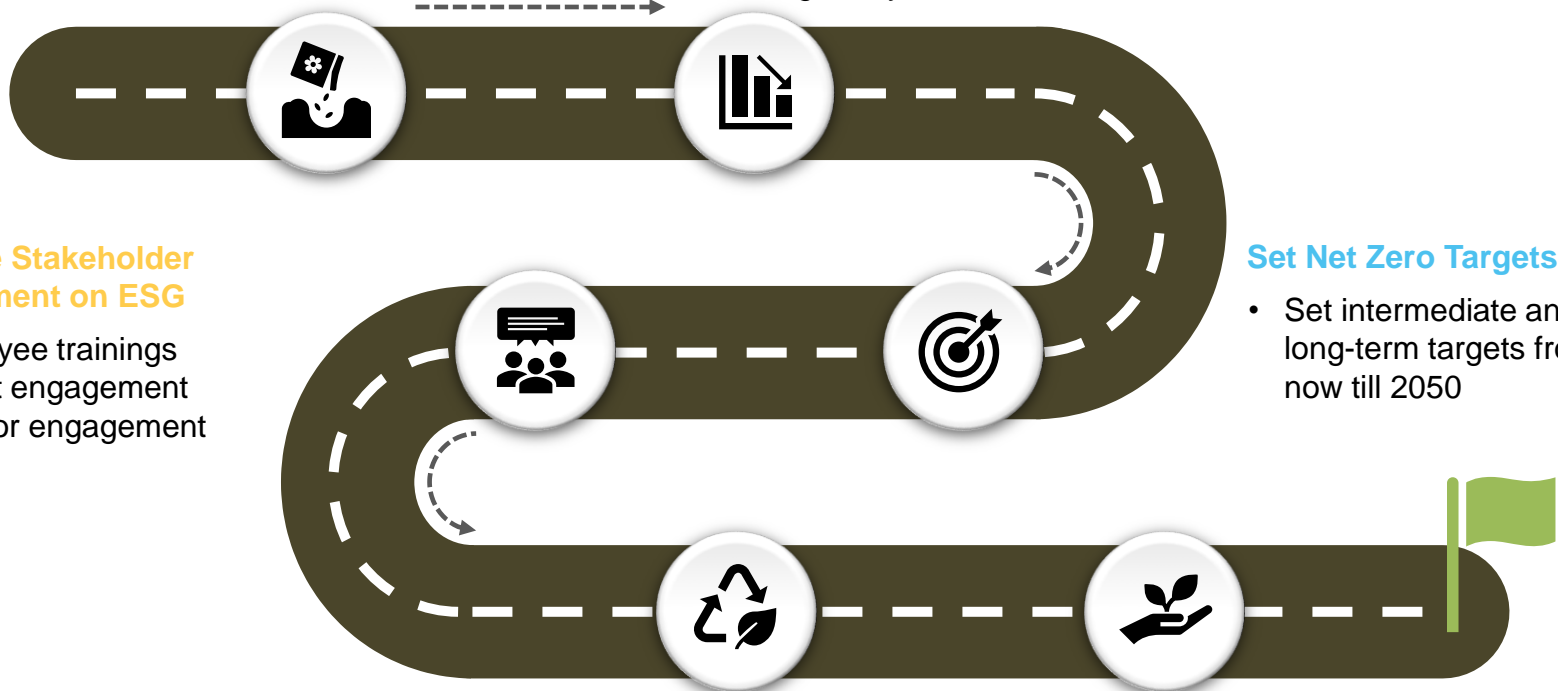 Stakeholder
ment on ESG
yee trainings
engagement
or engagement
Set Net Zero Targets
• Set intermediate an
long-term targets fr
now till 2050